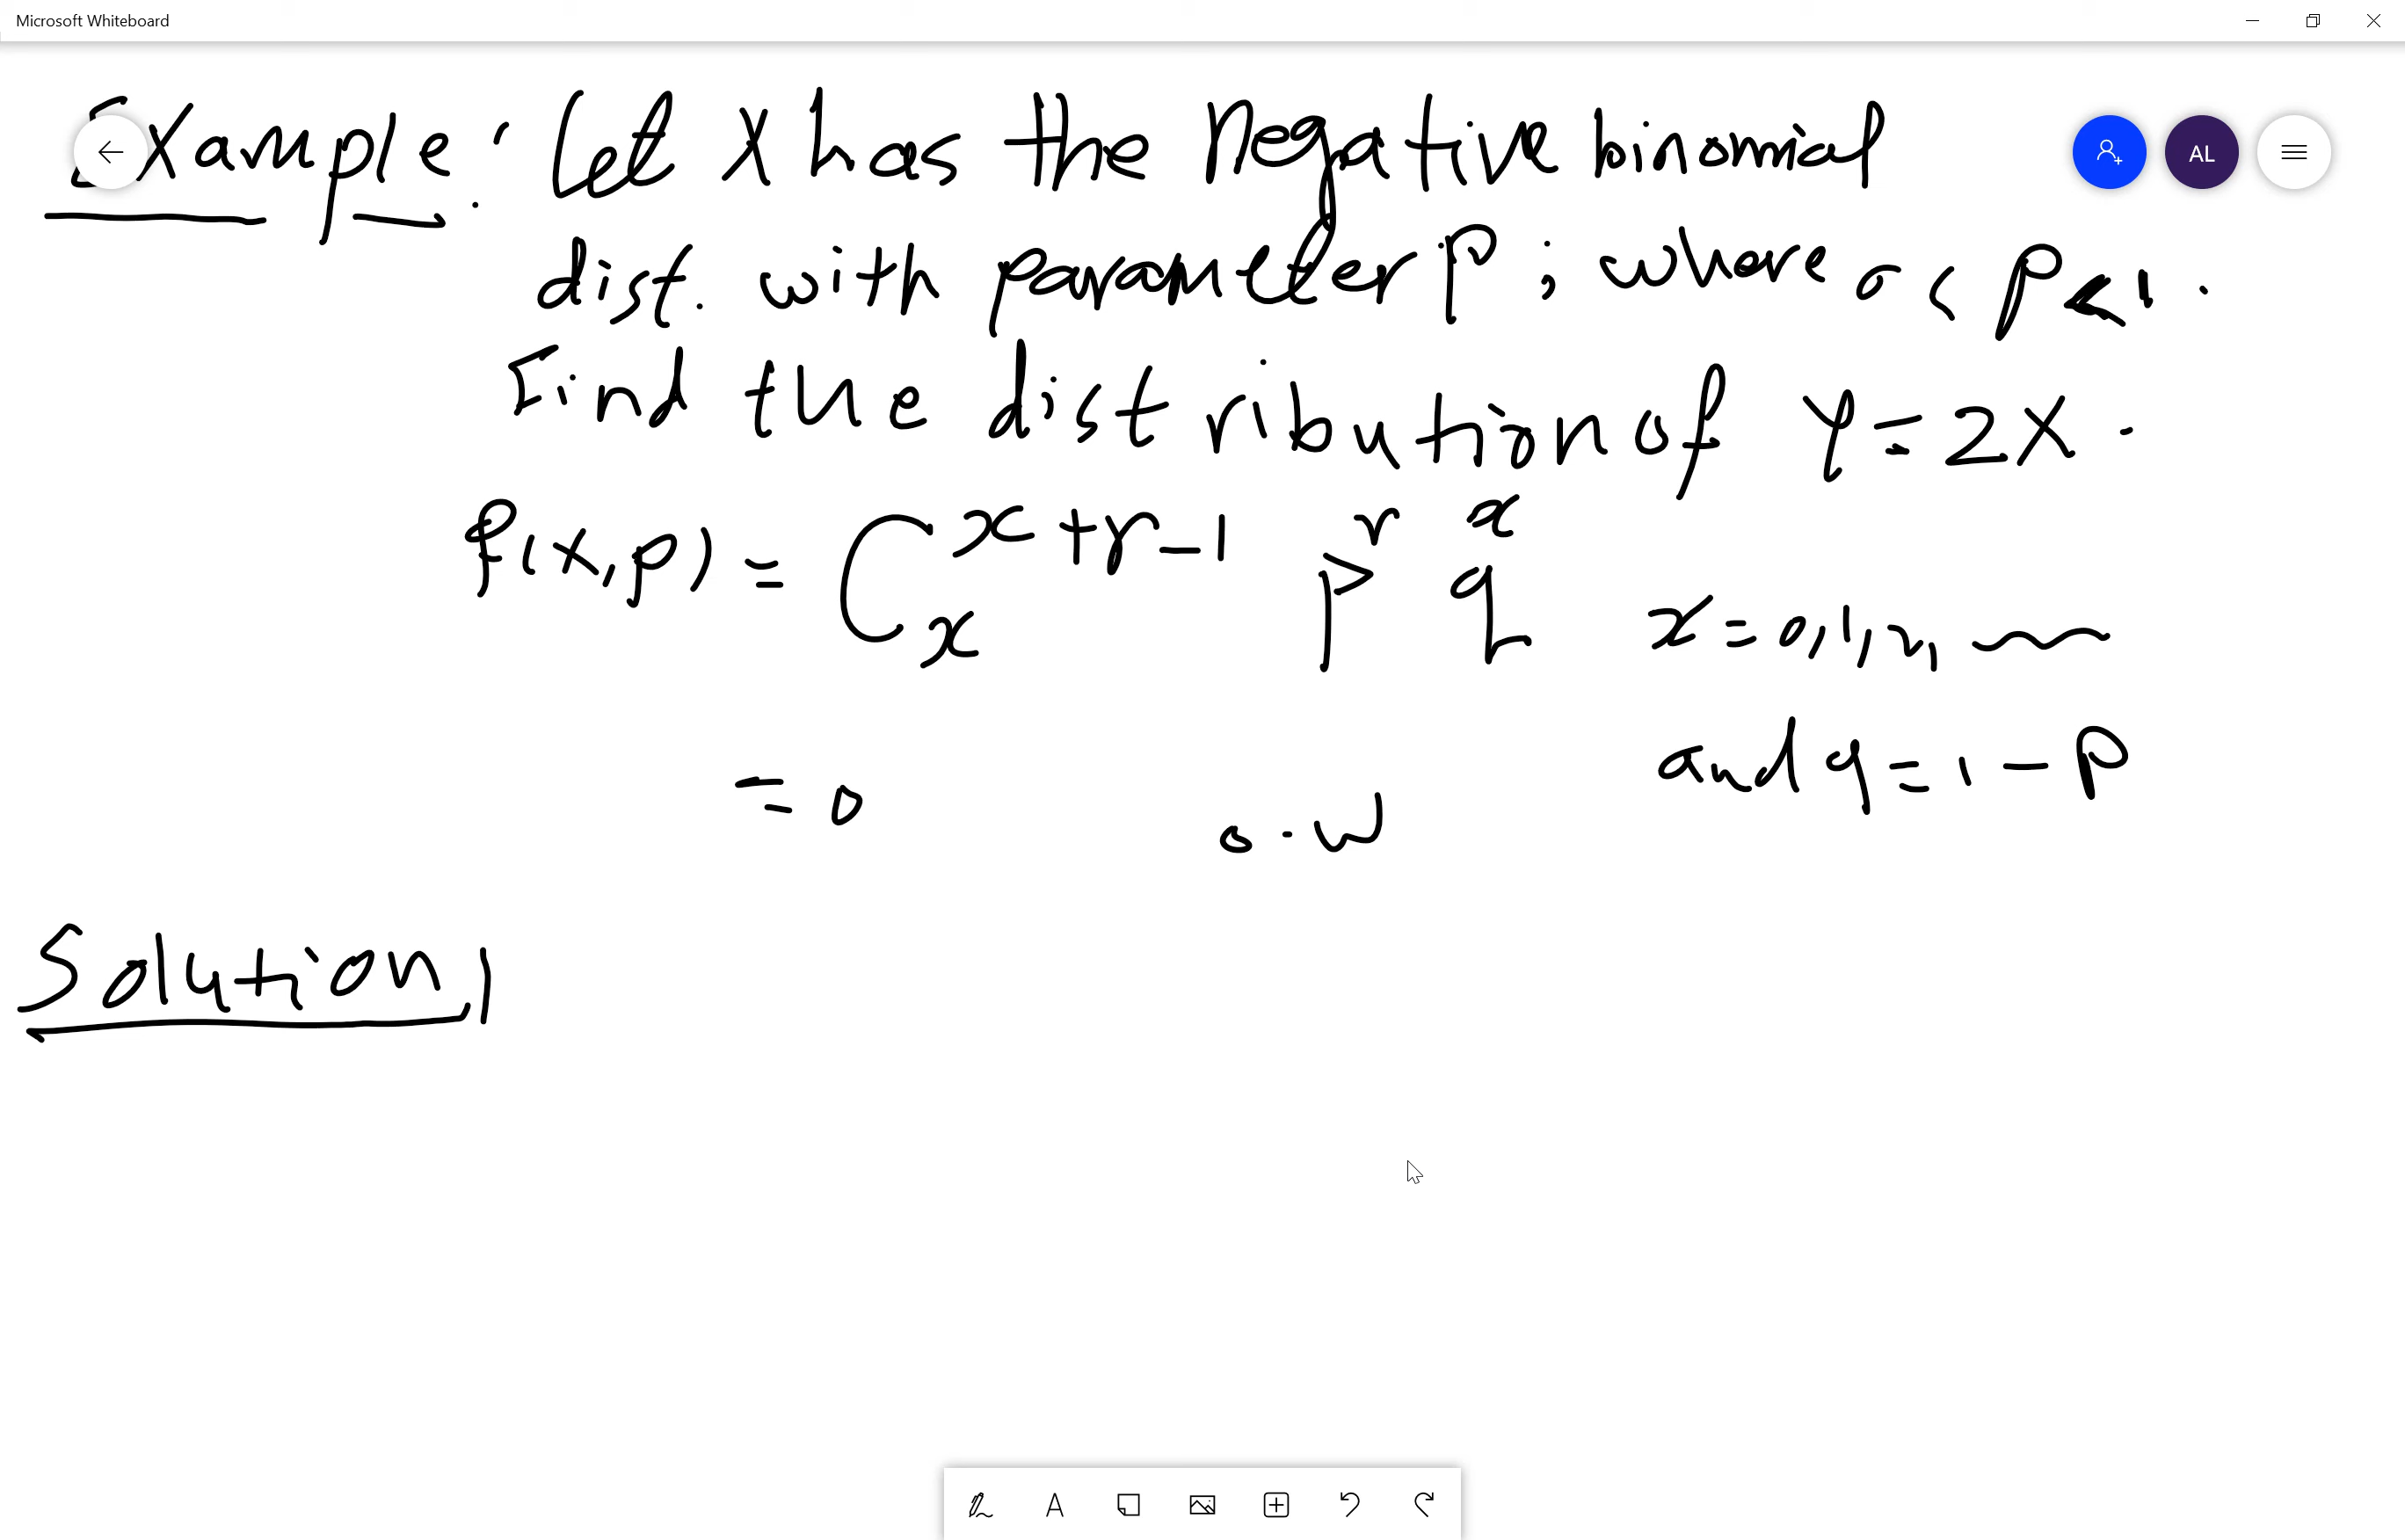 Microsoft Whiteboard
Example: Let X has the negative binomial
AL
dist. with parameter p ; where 0 < p < 1 .
Find the distribution of Y = 2X .
f(x,p) = C^{x+r-1}_{x} p^{r} q^{x} x = 0,1,2,
and q = 1 - p
= 0 o.w
Solution
A